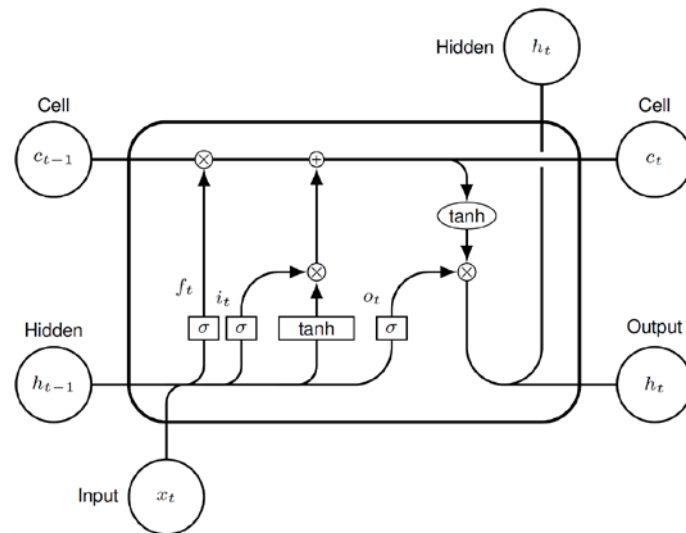 Hidden
h_t
Cell
Cell
c_{t−1}
×
+
c_t
tanh
×
f_t
i_t
×
o_t
Hidden
σ
σ
tanh
σ
Output
h_{t−1}
h_t
Input
x_t